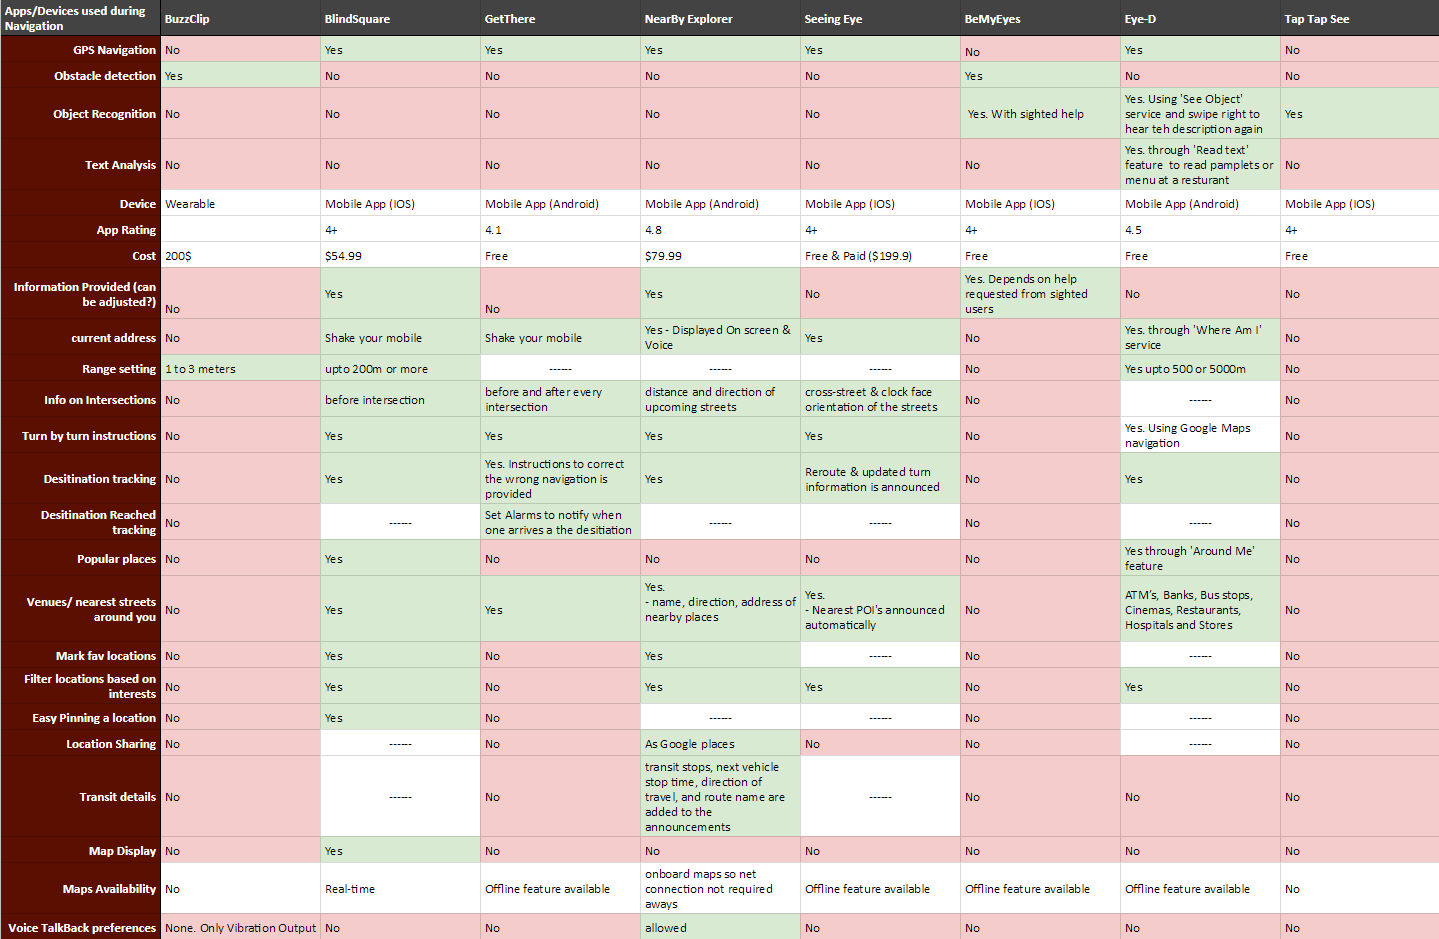 Apps/Devices used during Navigation | BuzzClip | BlindSquare | GetThere | NearBy Explorer | Seeing Eye | BeMyEyes | Eye-D | Tap Tap See
GPS Navigation | No | Yes | Yes | Yes | Yes | No | Yes | No
Obstacle detection | Yes | No | No | No | No | Yes | No | No
Object Recognition | No | No | No | No | No | Yes. With sighted help | Yes. Using 'See Object' service and swipe right to hear teh description again | Yes
Text Analysis | No | No | No | No | No | No | Yes. through 'Read text' feature to read pamplets or menu at a resturant | No
Device | Wearable | Mobile App (IOS) | Mobile App (Android) | Mobile App (Android) | Mobile App (IOS) | Mobile App (IOS) | Mobile App (Android) | Mobile App (IOS)
App Rating | | 4+ | 4.1 | 4.8 | 4+ | 4+ | 4.5 | 4+
Cost | 200$ | $54.99 | Free | $79.99 | Free & Paid ($199.9) | Free | Free | Free
Information Provided (can be adjusted?) | No | Yes | No | Yes | No | Yes. Depends on help requested from sighted users | No | No
current address | No | Shake your mobile | Shake your mobile | Yes - Displayed On screen & Voice | Yes | No | Yes. through 'Where Am I' service | No
Range setting | 1 to 3 meters | upto 200m or more | ------ | ------ | ------ | No | Yes upto 500 or 5000m | No
Info on Intersections | No | before intersection | before and after every intersection | distance and direction of upcoming streets | cross-street & clock face orientation of the streets | No | ------ | No
Turn by turn instructions | No | Yes | Yes | Yes | Yes | No | Yes. Using Google Maps navigation | No
Desitination tracking | No | Yes | Yes. Instructions to correct the wrong navigation is provided | Yes | Reroute & updated turn information is announced | No | Yes | No
Desitination Reached tracking | No | ------ | Set Alarms to notify when one arrives a the desitiation | ------ | ------ | No | ------ | No
Popular places | No | Yes | No | No | No | No | Yes through 'Around Me' feature | No
Venues/ nearest streets around you | No | Yes | Yes | Yes. - name, direction, address of nearby places | Yes. - Nearest POI's announced automatically | No | ATM's, Banks, Bus stops, Cinemas, Restaurants, Hospitals and Stores | No
Mark fav locations | No | Yes | No | Yes | ------ | No | ------ | No
Filter locations based on interests | No | Yes | No | Yes | Yes | No | Yes | No
Easy Pinning a location | No | Yes | No | ------ | ------ | No | ------ | No
Location Sharing | No | ------ | No | As Google places | No | No | ------ | No
Transit details | No | ------ | No | transit stops, next vehicle stop time, direction of travel, and route name are added to the announcements | ------ | No | No | No
Map Display | No | Yes | No | No | No | No | No | No
Maps Availability | No | Real-time | Offline feature available | onboard maps so net connection not required aways | Offline feature available | Offline feature available | Offline feature available | No
Voice TalkBack preferences | None. Only Vibration Output | No | No | allowed | No | No | No | No